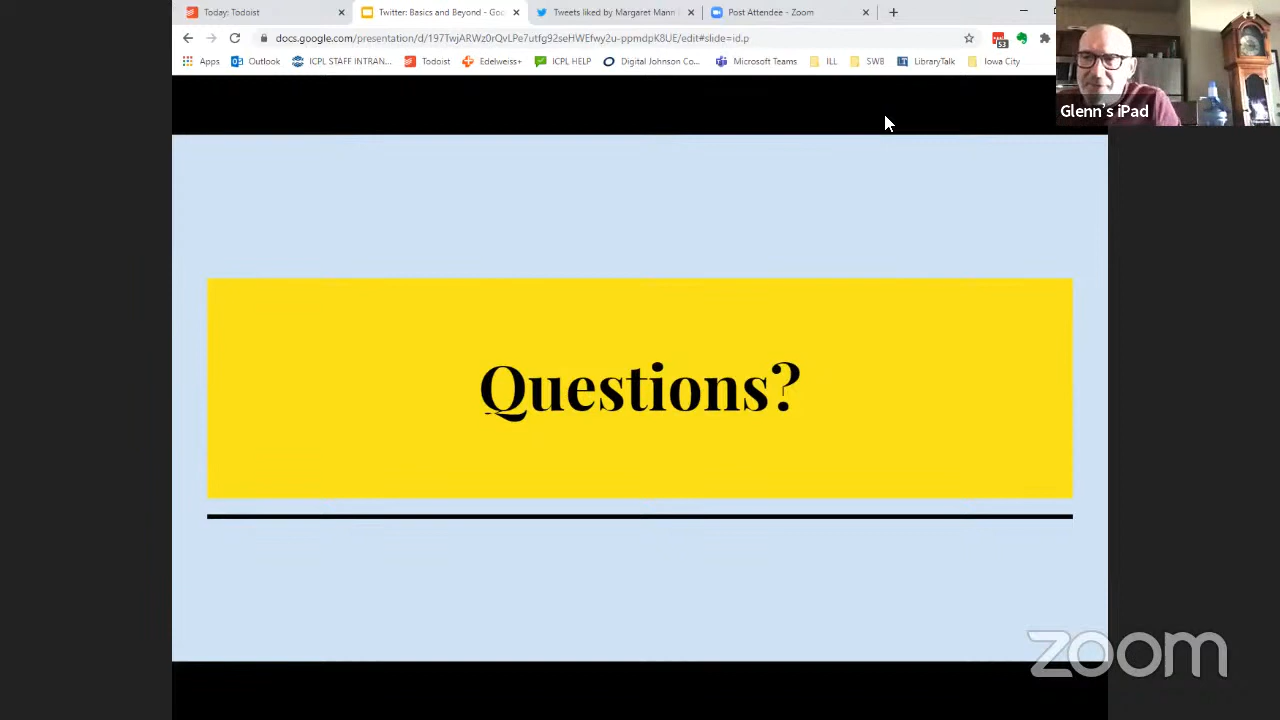 Today: Todoist
Twitter: Basics and Beyond - Goo
Tweets liked by Margaret Mann
Post Attendee - Zoom
docs.google.com/presentation/d/197TwjARWz0rQvLPe7utfg92seHWEfwy2u-ppmdpK8UE/edit#slide=id.p
53
Apps
Outlook
ICPL STAFF INTRAN...
Todoist
Edelweiss+
ICPL HELP
Digital Johnson Co...
Microsoft Teams
ILL
SWB
LT
LibraryTalk
Iowa City
Glenn's iPad
Questions?
zoom